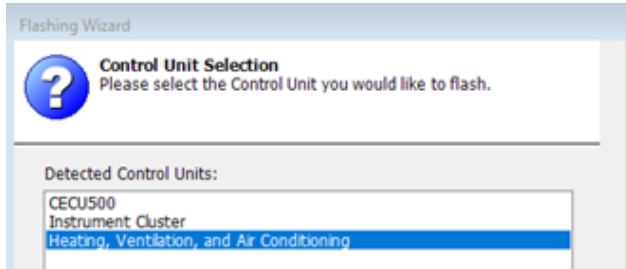 Flashing Wizard
Control Unit Selection
Please select the Control Unit you would like to flash.
Detected Control Units:
CECU500
Instrument Cluster
Heating, Ventilation, and Air Conditioning